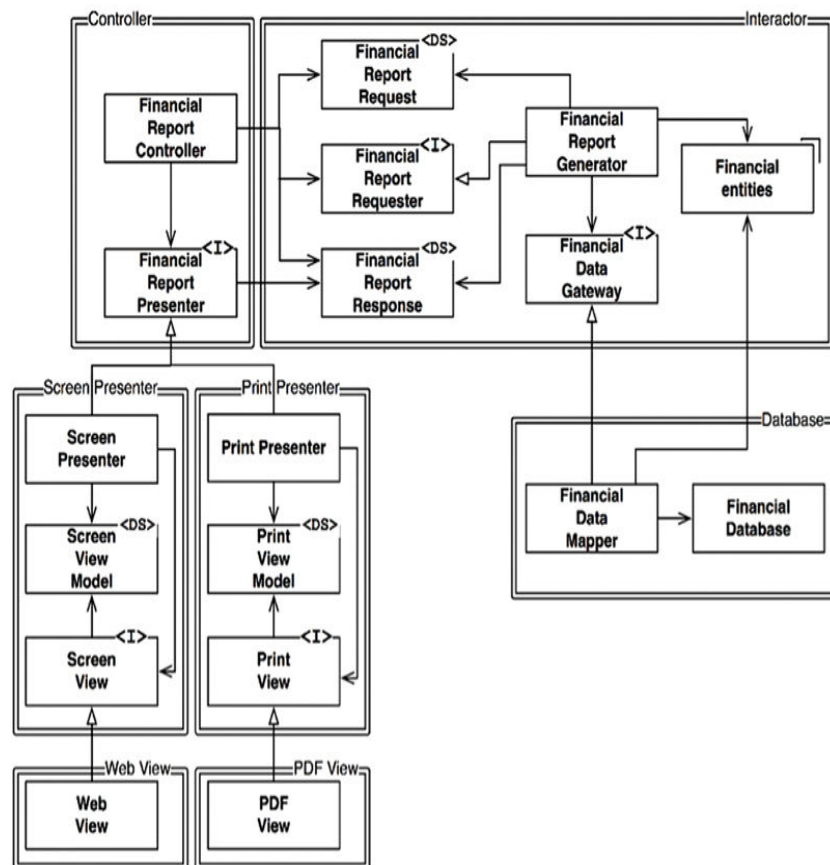 Controller
Interactor
Financial
Report
Controller
<I>
Financial
Report
Presenter
<DS>
Financial
Report
Request
<I>
Financial
Report
Requester
<DS>
Financial
Report
Response
Financial
Report
Generator
<I>
Financial
Data
Gateway
Financial
entities
Screen Presenter
Screen
Presenter
<DS>
Screen
View
Model
<I>
Screen
View
Print Presenter
Print Presenter
<DS>
Print
View
Model
<I>
Print
View
Database
Financial
Data
Mapper
Financial
Database
Web View
Web
View
PDF View
PDF
View